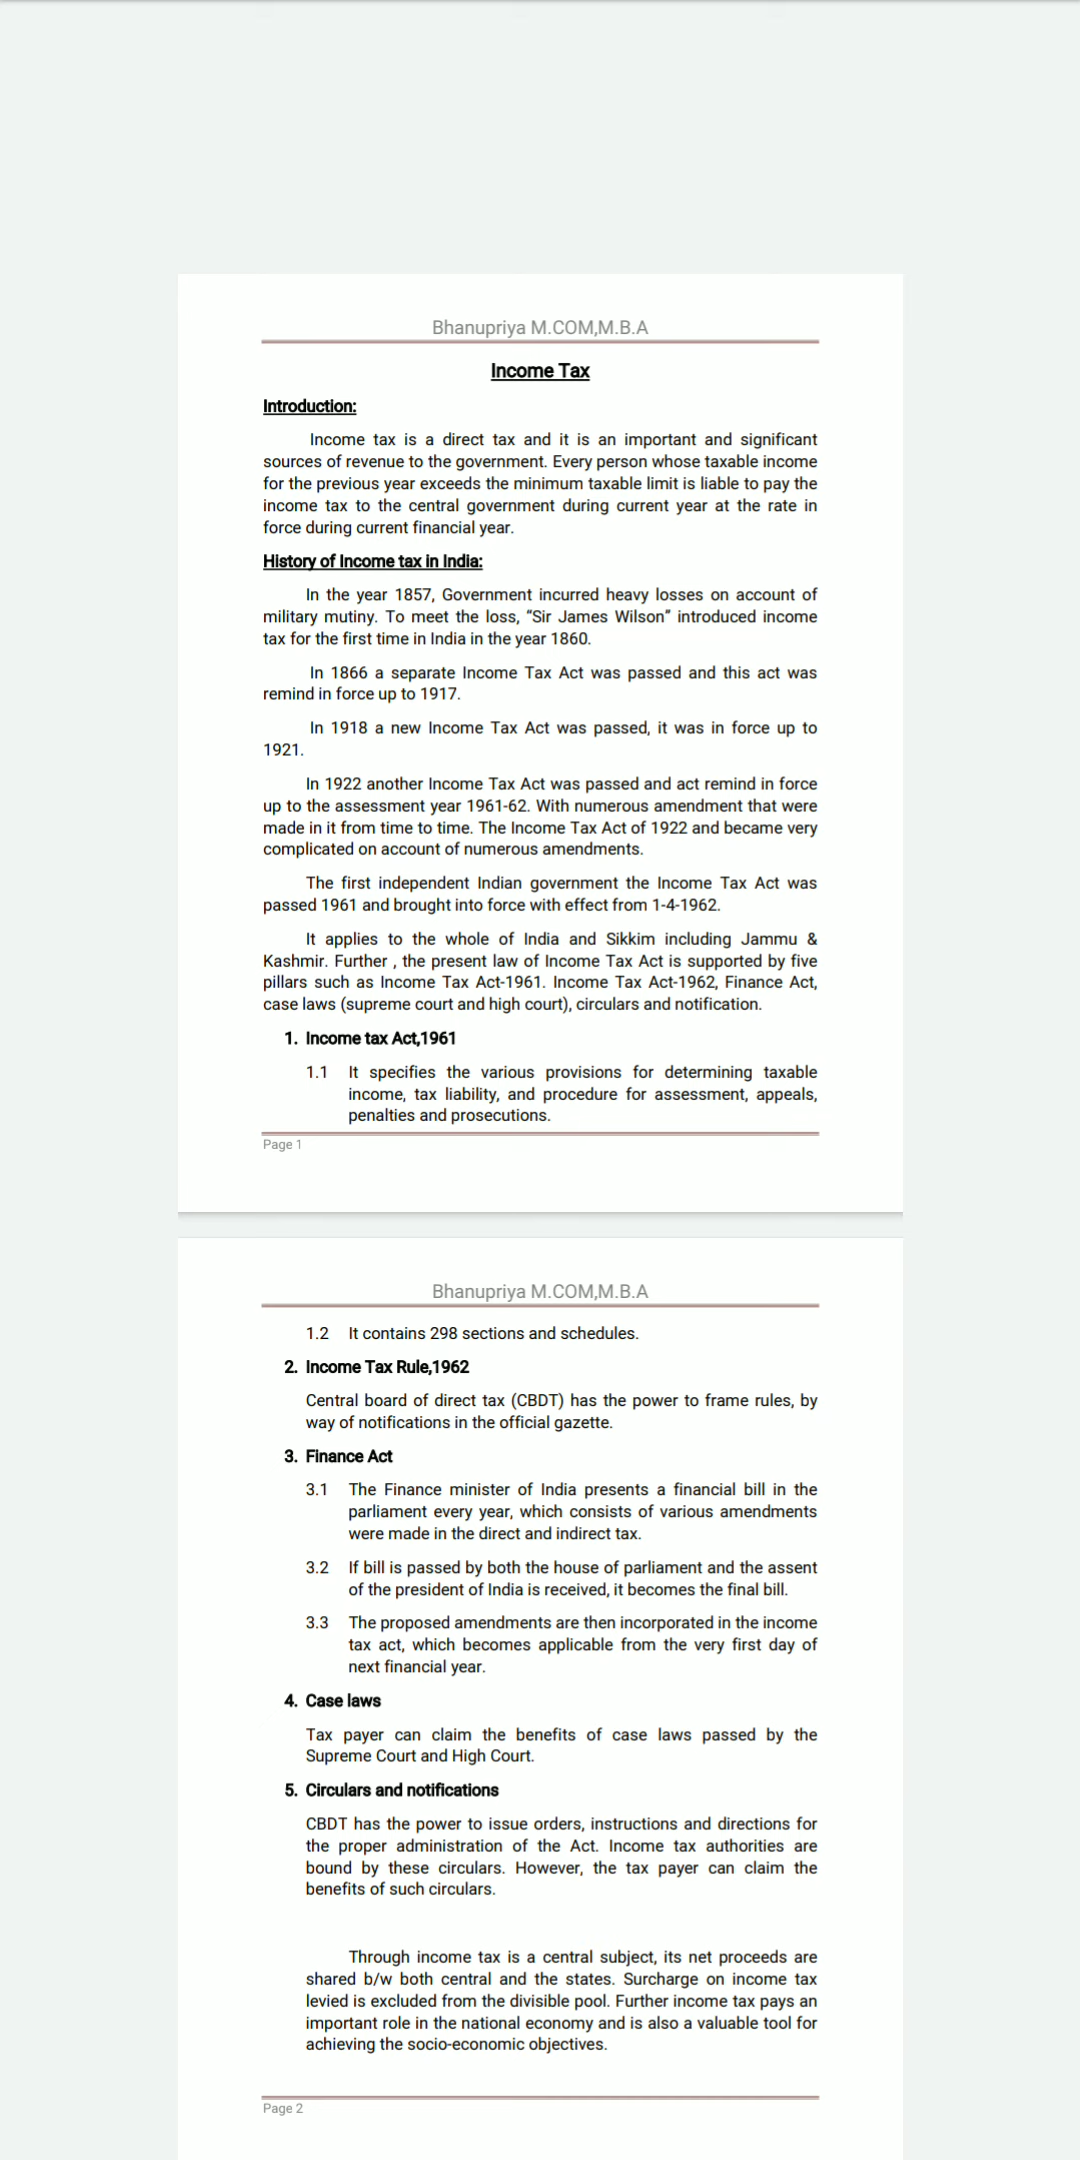 Bhanupriya M.COM,M.B.A
Income Tax
Introduction:
Income tax is a direct tax and it is an important and significant
sources of revenue to the government. Every person whose taxable income
for the previous year exceeds the minimum taxable limit is liable to pay the
income tax to the central government during current year at the rate in
force during current financial year.
History of Income tax in India:
In the year 1857, Government incurred heavy losses on account of
military mutiny. To meet the loss, “Sir James Wilson” introduced income
tax for the first time in India in the year 1860.
In 1866 a separate Income Tax Act was passed and this act was
remind in force up to 1917.
In 1918 a new Income Tax Act was passed, it was in force up to
1921.
In 1922 another Income Tax Act was passed and act remind in force
up to the assessment year 1961-62. With numerous amendment that were
made in it from time to time. The Income Tax Act of 1922 and became very
complicated on account of numerous amendments.
The first independent Indian government the Income Tax Act was
passed 1961 and brought into force with effect from 1-4-1962.
It applies to the whole of India and Sikkim including Jammu &
Kashmir. Further , the present law of Income Tax Act is supported by five
pillars such as Income Tax Act-1961. Income Tax Act-1962, Finance Act,
case laws (supreme court and high court), circulars and notification.
1. Income tax Act,1961
1.1 It specifies the various provisions for determining taxable
income, tax liability, and procedure for assessment, appeals,
penalties and prosecutions.
Page 1
Bhanupriya M.COM,M.B.A
1.2 It contains 298 sections and schedules.
2. Income Tax Rule,1962
Central board of direct tax (CBDT) has the power to frame rules, by
way of notifications in the official gazette.
3. Finance Act
3.1 The Finance minister of India presents a financial bill in the
parliament every year, which consists of various amendments
were made in the direct and indirect tax.
3.2 If bill is passed by both the house of parliament and the assent
of the president of India is received, it becomes the final bill.
3.3 The proposed amendments are then incorporated in the income
tax act, which becomes applicable from the very first day of
next financial year.
4. Case laws
Tax payer can claim the benefits of case laws passed by the
Supreme Court and High Court.
5. Circulars and notifications
CBDT has the power to issue orders, instructions and directions for
the proper administration of the Act. Income tax authorities are
bound by these circulars. However, the tax payer can claim the
benefits of such circulars.
Through income tax is a central subject, its net proceeds are
shared b/w both central and the states. Surcharge on income tax
levied is excluded from the divisible pool. Further income tax pays an
important role in the national economy and is also a valuable tool for
achieving the socio-economic objectives.
Page 2